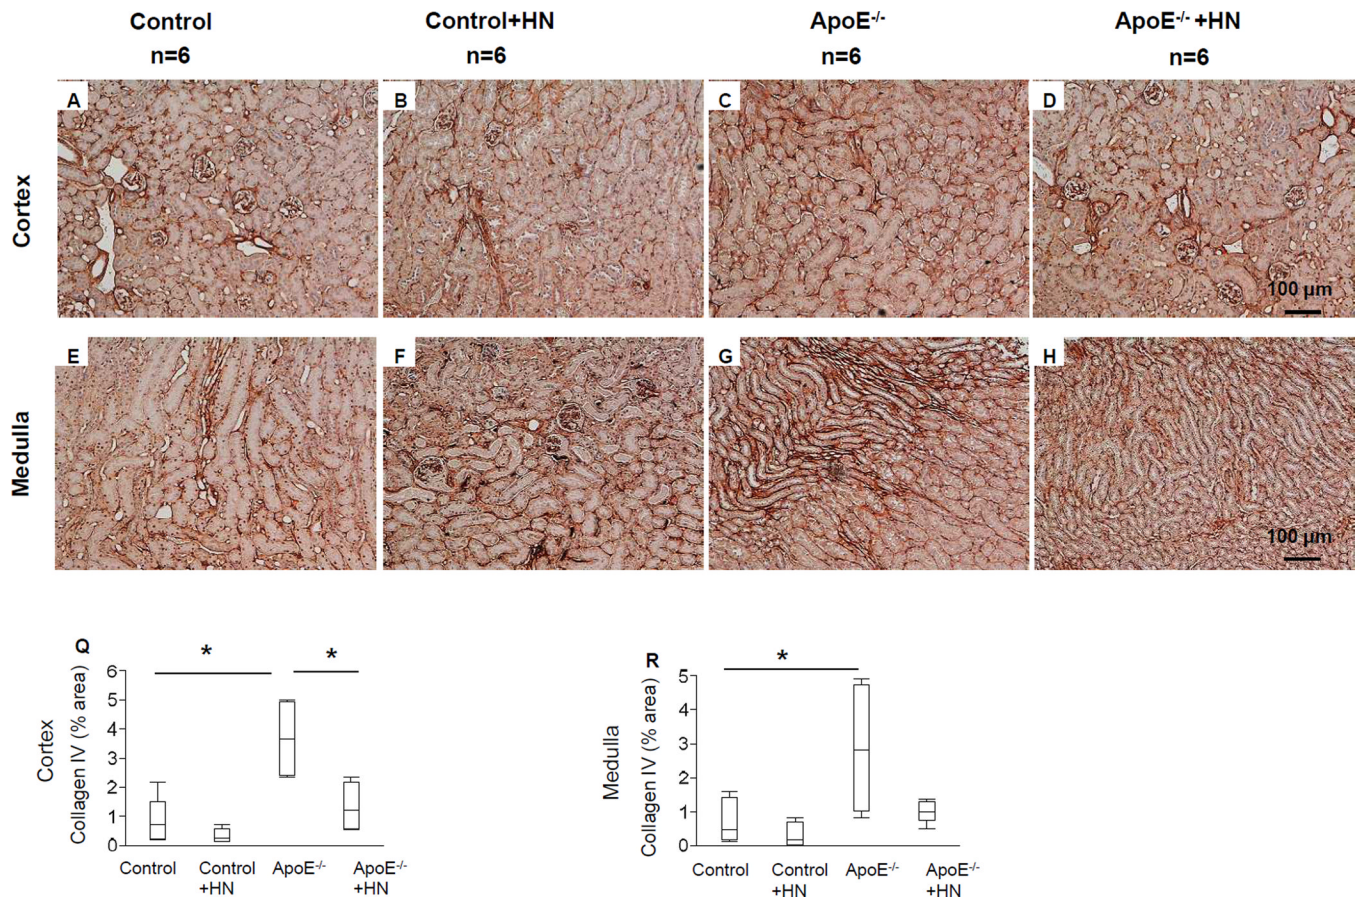 Control Control+HN ApoE-/- ApoE-/- +HN
n=6 n=6 n=6 n=6
Cortex
A B C D
100 µm
Medulla
E F G H
100 µm
Q
*
*
Cortex
Collagen IV (% area)
6
5
4
3
2
1
0
Control Control +HN ApoE-/- ApoE-/- +HN
R
*
Medulla
Collagen IV (% area)
5
4
3
2
1
0
Control Control +HN ApoE-/- ApoE-/- +HN